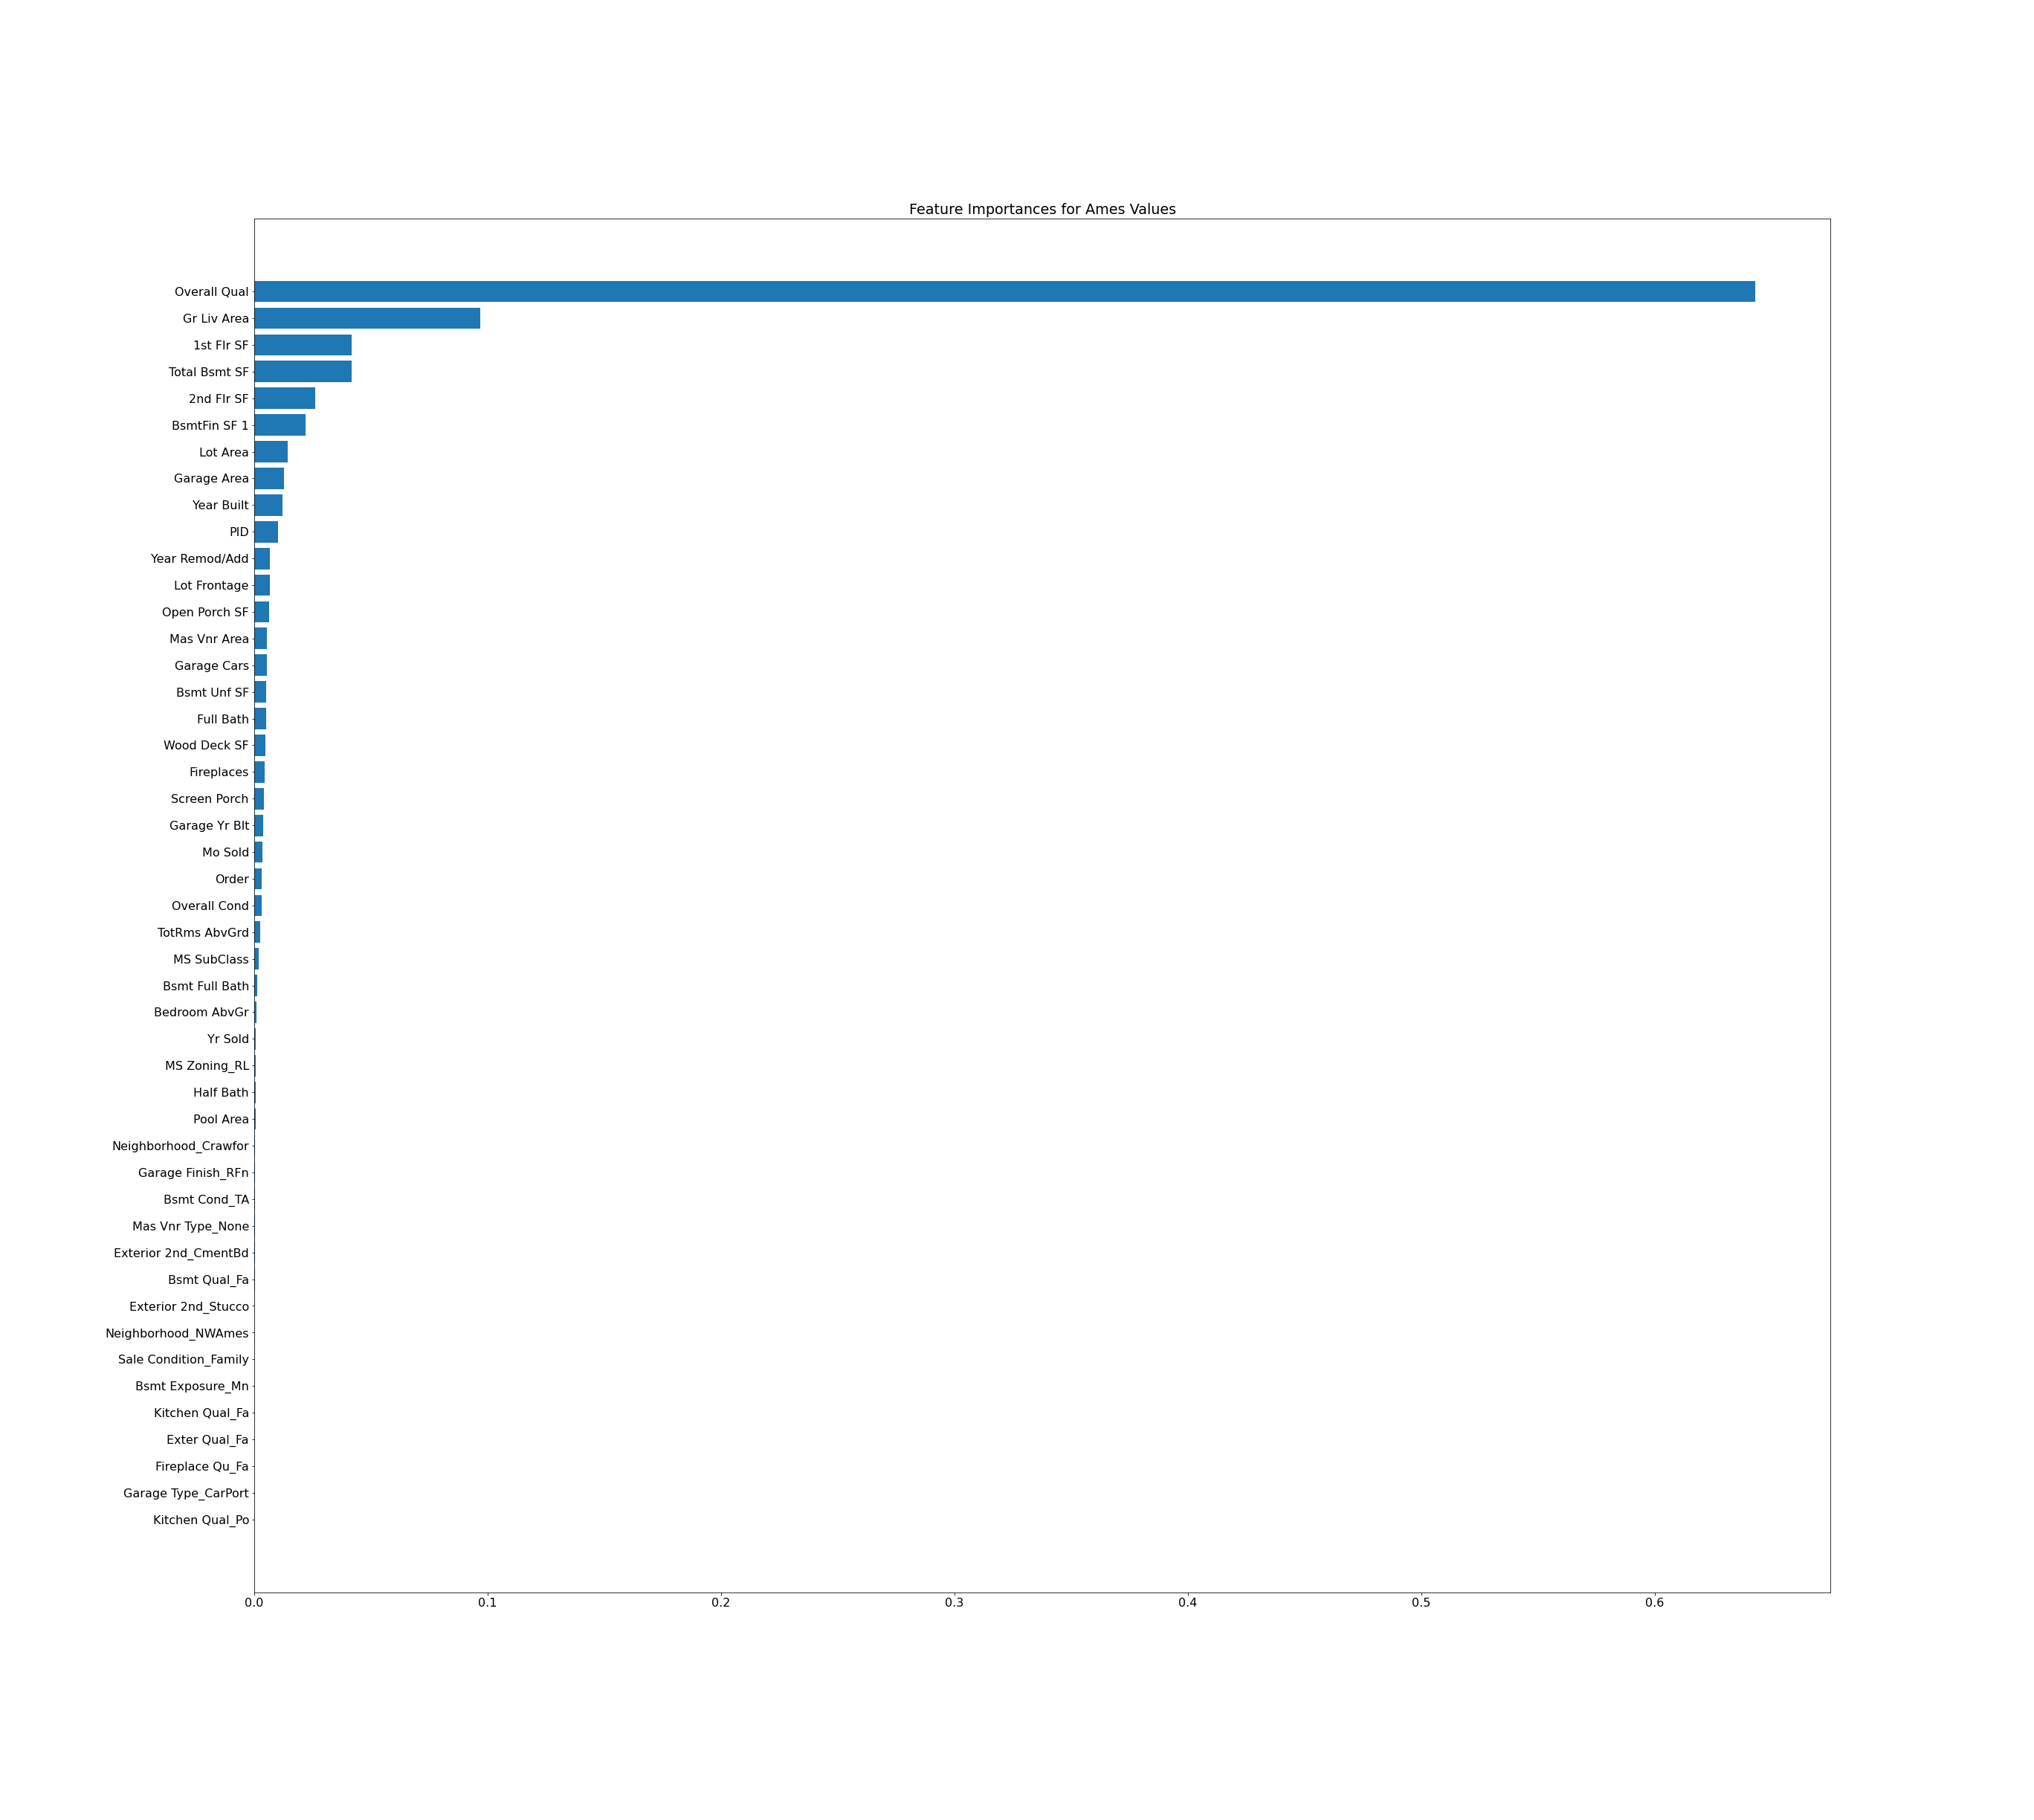 Feature Importances for Ames Values
Overall Qual
Gr Liv Area
1st Flr SF
Total Bsmt SF
2nd Flr SF
BsmtFin SF 1
Lot Area
Garage Area
Year Built
PID
Year Remod/Add
Lot Frontage
Open Porch SF
Mas Vnr Area
Garage Cars
Bsmt Unf SF
Full Bath
Wood Deck SF
Fireplaces
Screen Porch
Garage Yr Blt
Mo Sold
Order
Overall Cond
TotRms AbvGrd
MS SubClass
Bsmt Full Bath
Bedroom AbvGr
Yr Sold
MS Zoning_RL
Half Bath
Pool Area
Neighborhood_Crawfor
Garage Finish_RFn
Bsmt Cond_TA
Mas Vnr Type_None
Exterior 2nd_CmentBd
Bsmt Qual_Fa
Exterior 2nd_Stucco
Neighborhood_NWAmes
Sale Condition_Family
Bsmt Exposure_Mn
Kitchen Qual_Fa
Exter Qual_Fa
Fireplace Qu_Fa
Garage Type_CarPort
Kitchen Qual_Po
0.0 0.1 0.2 0.3 0.4 0.5 0.6